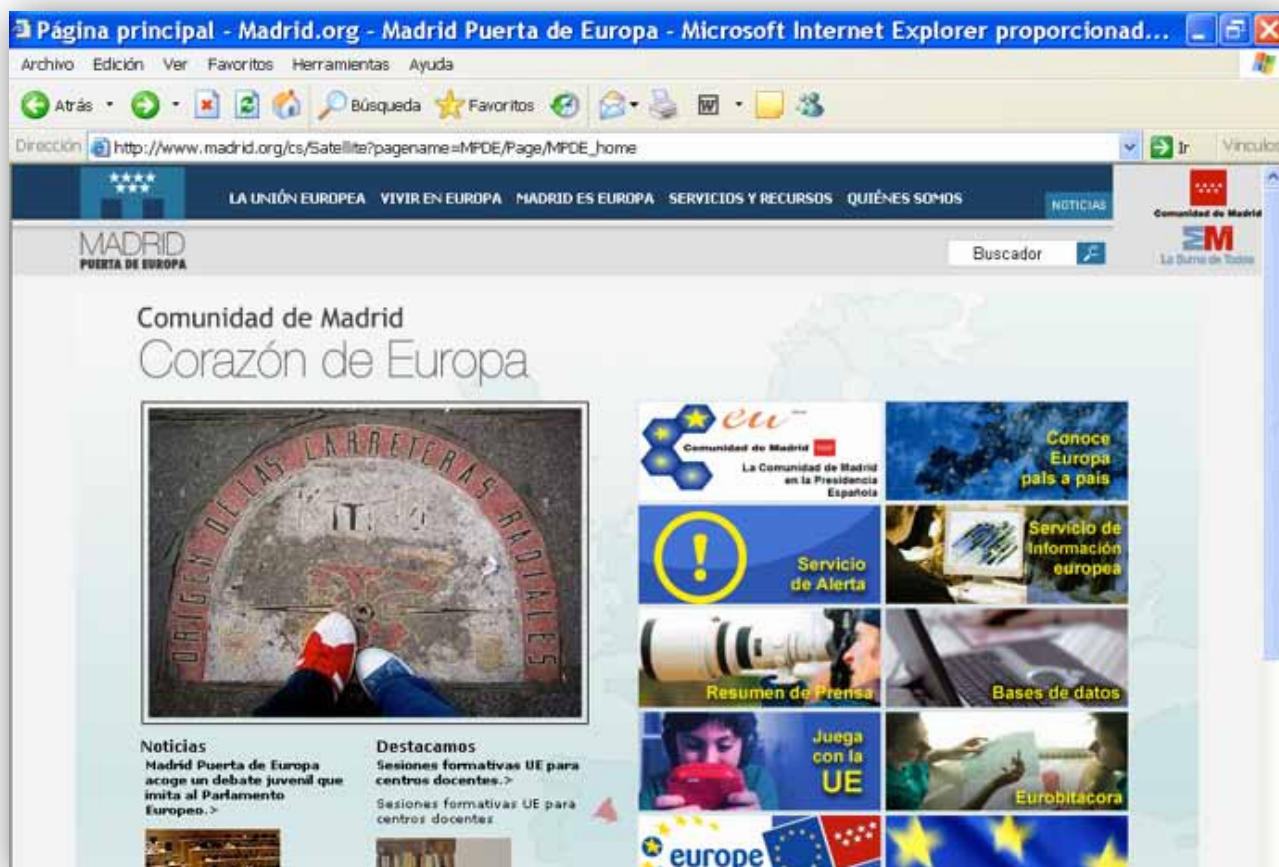 Página principal - Madrid.org - Madrid Puerta de Europa - Microsoft Internet Explorer proporcionad...
Archivo Edición Ver Favoritos Herramientas Ayuda
Atrás Búsqueda Favoritos
Dirección http://www.madrid.org/cs/Satellite?pagename=MPDE/Page/MPDE_home Ir Vínculos
LA UNIÓN EUROPEA VIVIR EN EUROPA MADRID ES EUROPA SERVICIOS Y RECURSOS QUIÉNES SOMOS NOTICIAS
Comunidad de Madrid
MADRID
PUERTA DE EUROPA
Buscador
EM
La Suma de Todos
Comunidad de Madrid
Corazón de Europa
ORIGEN DE LAS CARRETERAS RADIALES
eu
Comunidad de Madrid
La Comunidad de Madrid
en la Presidencia
Española
Conoce
Europa
país a país
Servicio
de Alerta
Servicio de
Información
europea
Resumen de Prensa
Bases de datos
Juega
con la
UE
Eurobitacora
europe
Noticias
Madrid Puerta de Europa
acoge un debate juvenil que
imita al Parlamento
Europeo.>
Destacamos
Sesiones formativas UE para
centros docentes.>
Sesiones formativas UE para
centros docentes